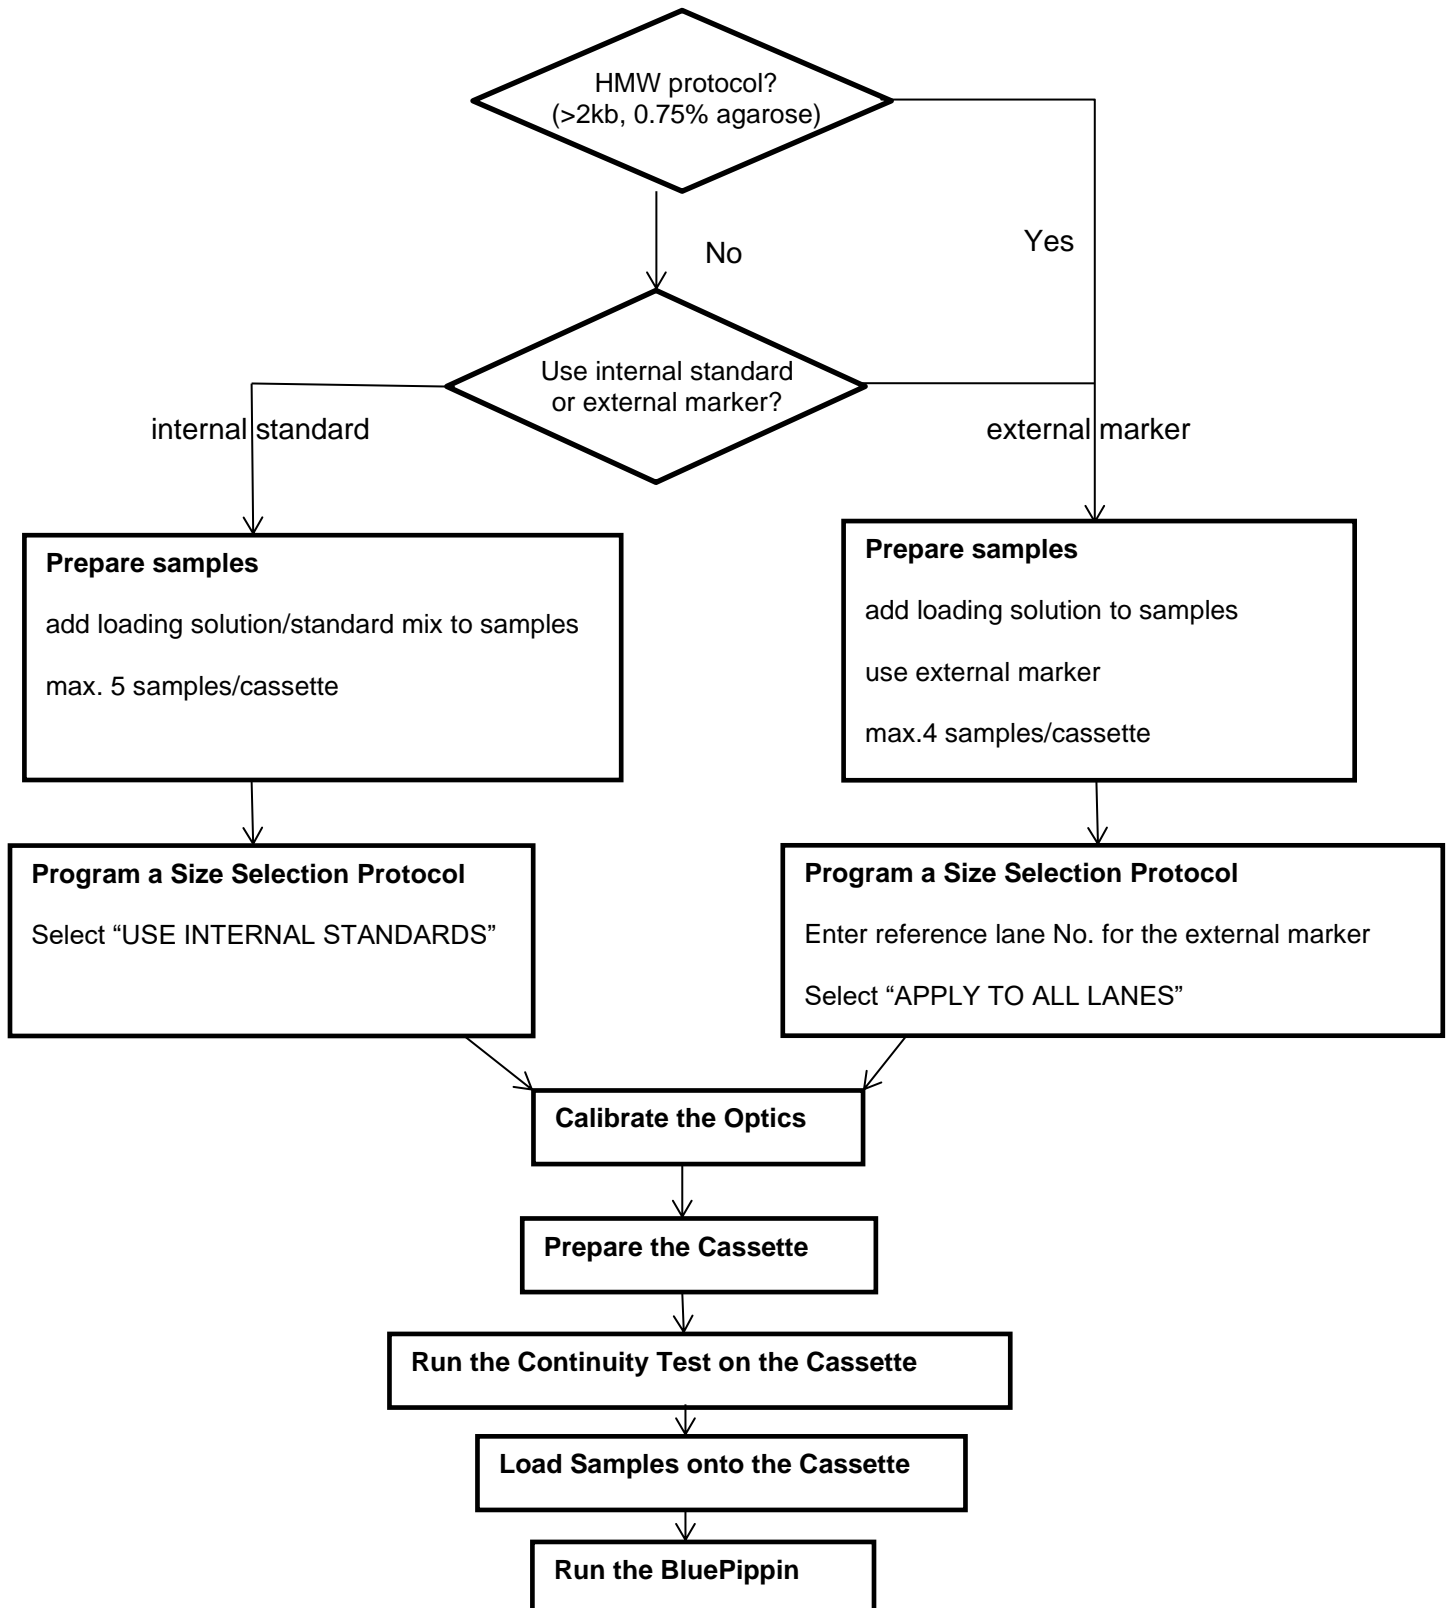 HMW protocol?
(>2kb, 0.75% agarose)
No
Yes
Use internal standard
or external marker?
internal standard
external marker
Prepare samples
add loading solution/standard mix to samples
max. 5 samples/cassette
Prepare samples
add loading solution to samples
use external marker
max.4 samples/cassette
Program a Size Selection Protocol
Select “USE INTERNAL STANDARDS”
Program a Size Selection Protocol
Enter reference lane No. for the external marker
Select “APPLY TO ALL LANES”
Calibrate the Optics
Prepare the Cassette
Run the Continuity Test on the Cassette
Load Samples onto the Cassette
Run the BluePippin